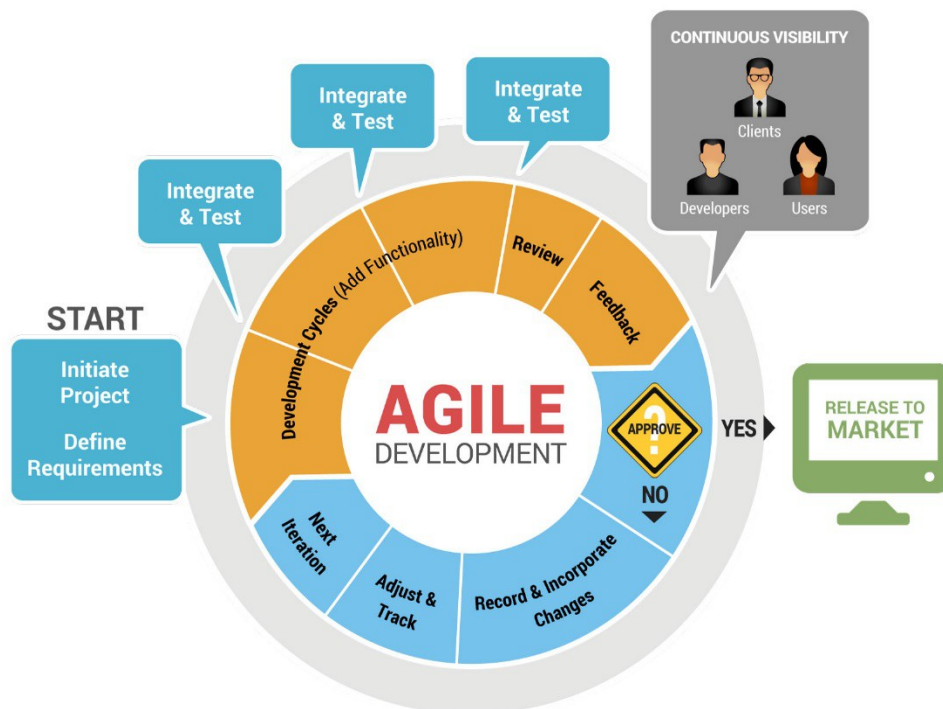 CONTINUOUS VISIBILITY
Clients
Developers
Users
Integrate
& Test
Integrate
& Test
Integrate
& Test
START
Initiate
Project
Define
Requirements
Development Cycles (Add Functionality)
Review
Feedback
AGILE
DEVELOPMENT
?
APPROVE
YES
NO
RELEASE TO
MARKET
Record & Incorporate
Changes
Adjust &
Track
Next
Iteration